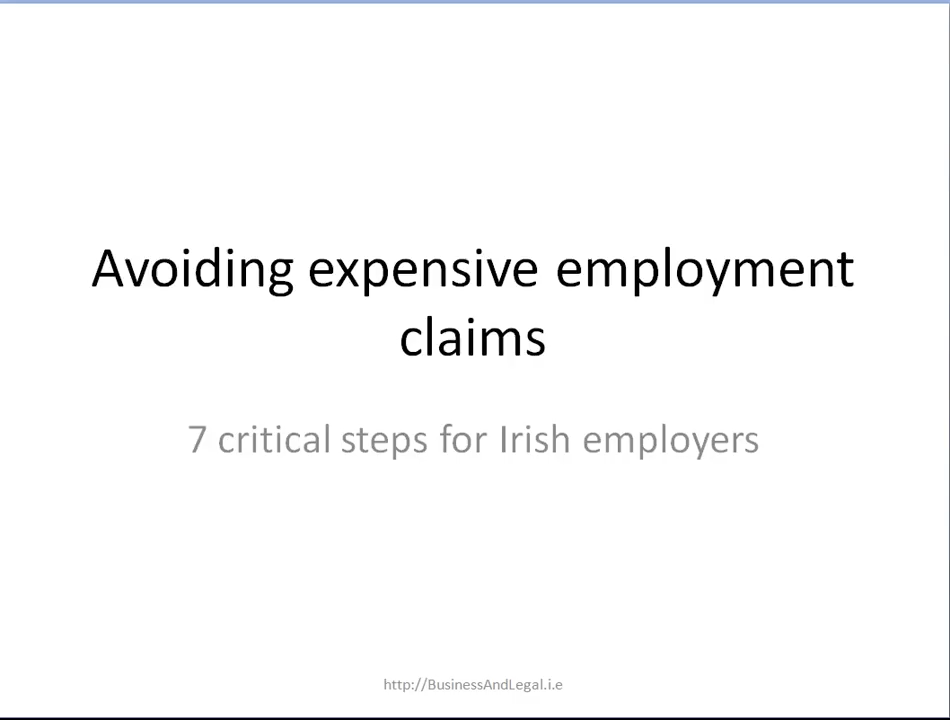 Avoiding expensive employment
claims
7 critical steps for Irish employers
http://BusinessAndLegal.i.e